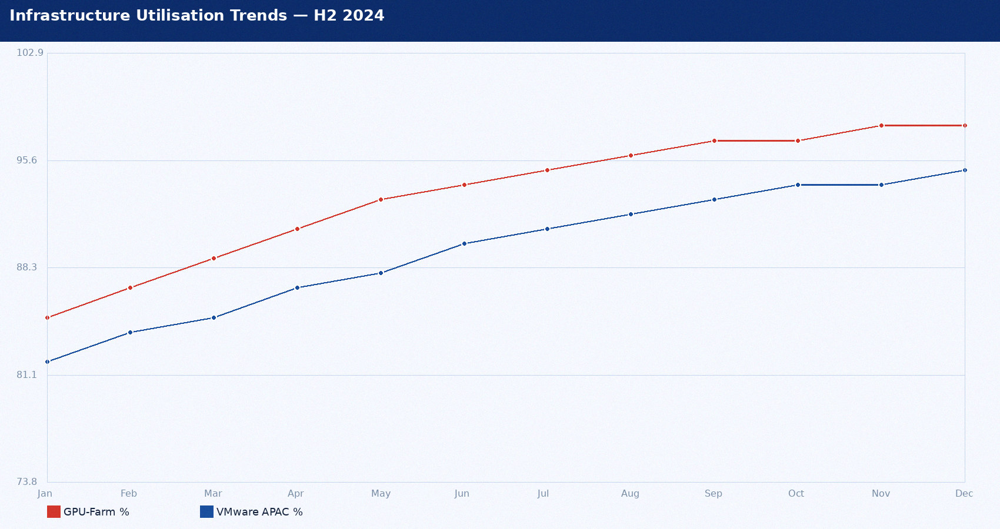 Infrastructure Utilisation Trends — H2 2024
102.9
95.6
88.3
81.1
73.8
Jan Feb Mar Apr May Jun Jul Aug Sep Oct Nov Dec
GPU-Farm % VMware APAC %